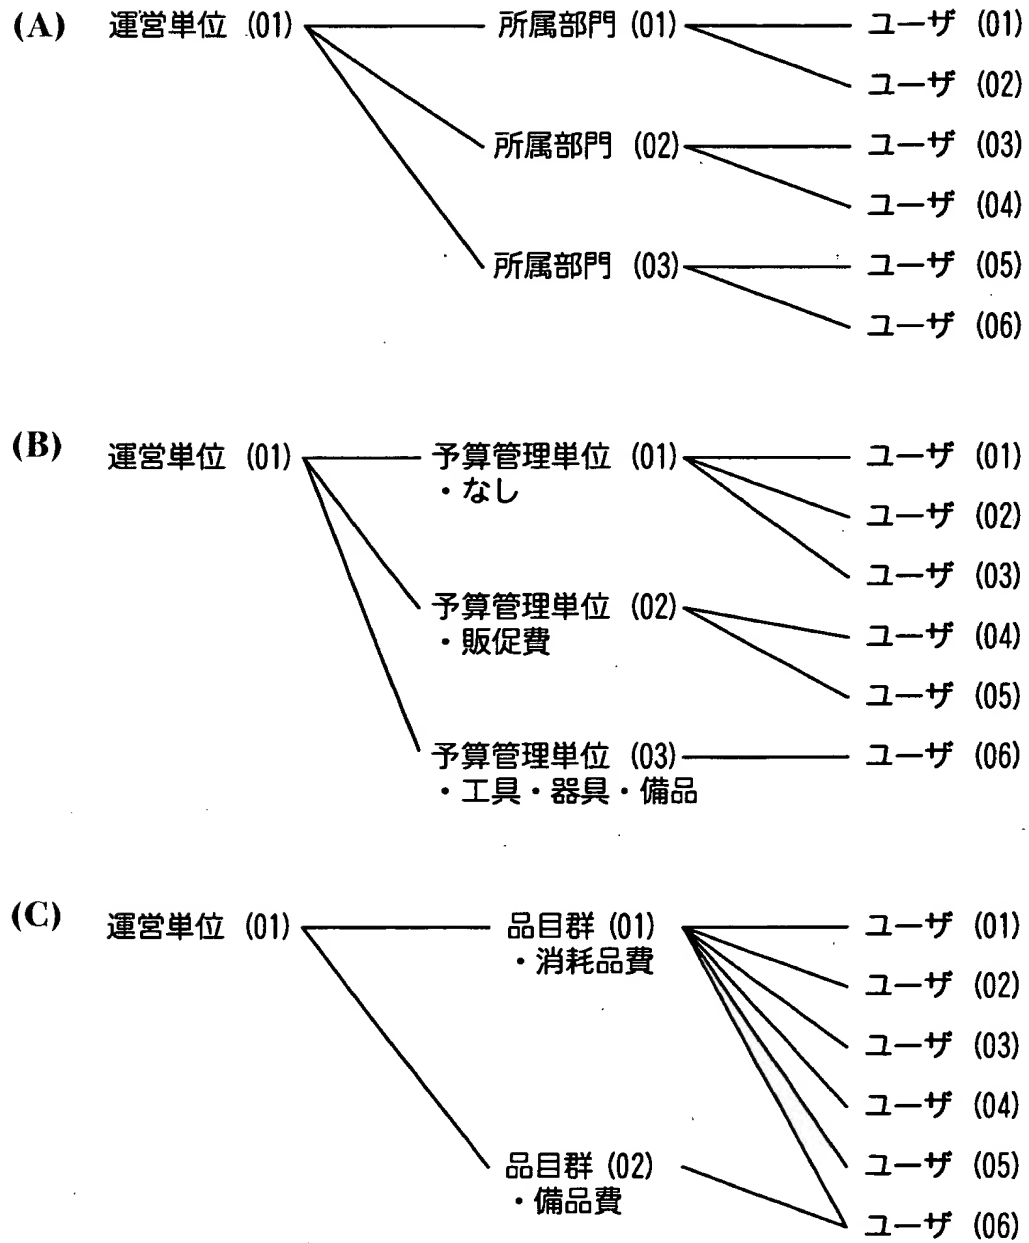 (A) 運営単位 (01) 所属部門 (01) ユーザ (01)
ユーザ (02)
所属部門 (02) ユーザ (03)
ユーザ (04)
所属部門 (03) ユーザ (05)
ユーザ (06)
(B) 運営単位 (01) 予算管理単位 (01) ユーザ (01)
・なし
ユーザ (02)
ユーザ (03)
予算管理単位 (02)
・販促費
ユーザ (04)
ユーザ (05)
予算管理単位 (03) ユーザ (06)
・工具・器具・備品
(C) 運営単位 (01) 品目群 (01) ユーザ (01)
・消耗品費
ユーザ (02)
ユーザ (03)
ユーザ (04)
品目群 (02) ユーザ (05)
・備品費
ユーザ (06)